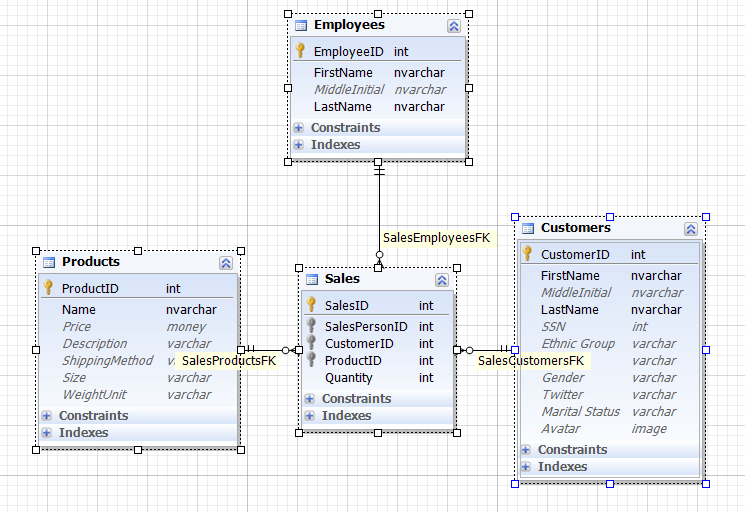 Employees
EmployeeID int
FirstName nvarchar
MiddleInitial nvarchar
LastName nvarchar
Constraints
Indexes
SalesEmployeesFK
Products
ProductID int
Name nvarchar
Price money
Description varchar
ShippingMethod
Size varchar
WeightUnit varchar
Constraints
Indexes
SalesProductsFK
Sales
SalesID int
SalesPersonID int
CustomerID int
ProductID int
Quantity int
Constraints
Indexes
SalesCustomersFK
Customers
CustomerID int
FirstName nvarchar
MiddleInitial nvarchar
LastName nvarchar
SSN int
Ethnic Group varchar
Gender varchar
Twitter varchar
Marital Status varchar
Avatar image
Constraints
Indexes